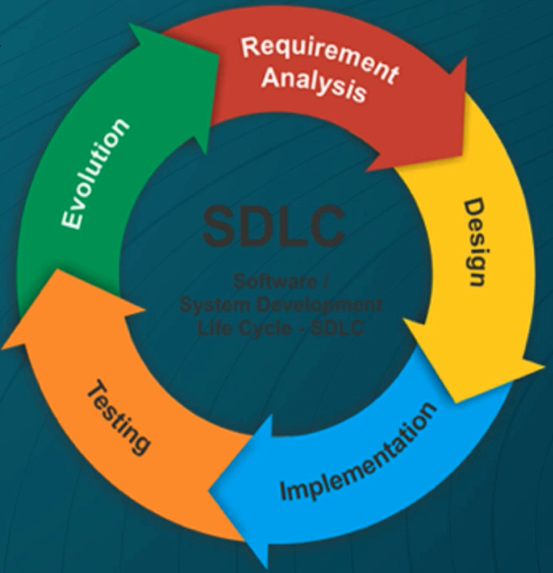 Requirement
Analysis
Design
Implementation
Testing
Evolution
SDLC
Software /
System Development
Life Cycle - SDLC